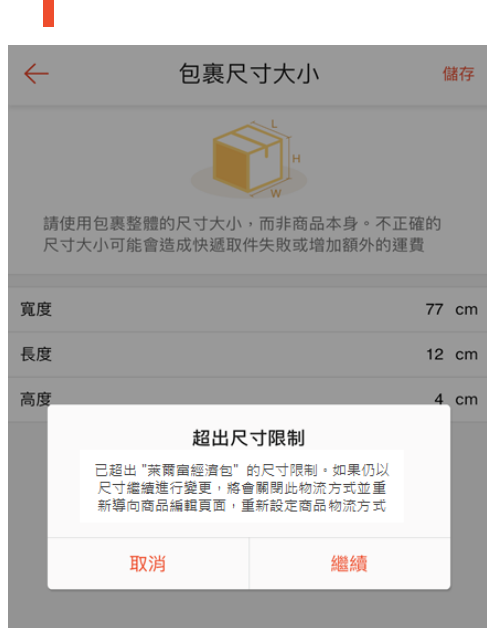 包裹尺寸大小
儲存
L
H
W
請使用包裹整體的尺寸大小，而非商品本身。不正確的
尺寸大小可能會造成快遞取件失敗或增加額外的運費
寬度 77 cm
長度 12 cm
高度 4 cm
超出尺寸限制
已超出 "萊爾富經濟包" 的尺寸限制。如果仍以
尺寸繼續進行變更，將會關閉此物流方式並重
新導向商品編輯頁面，重新設定商品物流方式
取消
繼續